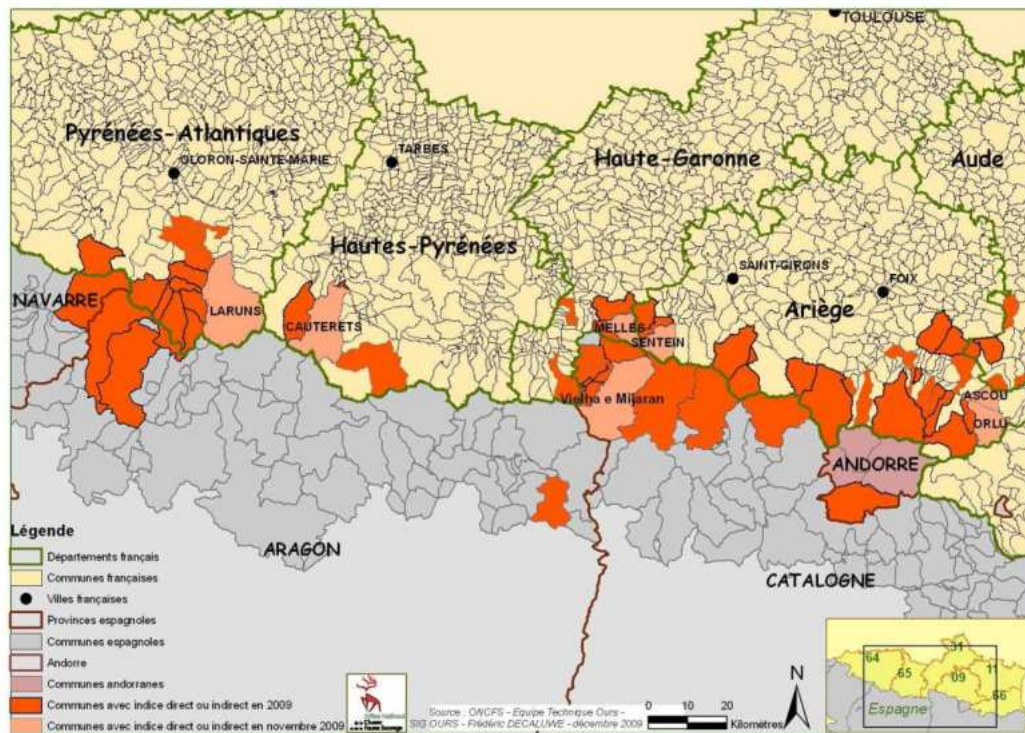 TOULOUSE
Pyrénées-Atlantiques
OLORON-SAINTE-MARIE
TARBES
Haute-Garonne
Aude
Hautes-Pyrénées
SAINT-GIRONS
FOIX
Ariège
NAVARRE
LARUNS
CAUTERETS
MELLES
SENTEIN
Vielha e Mijaran
ASCOU
ORLU
ANDORRE
ARAGON
CATALOGNE
Légende
Départements français
Communes françaises
Villes françaises
Provinces espagnoles
Communes espagnoles
Andorre
Communes andorranes
Communes avec indice direct ou indirect en 2009
Communes avec indice direct ou indirect en novembre 2009
Source : ONCFS - Equipe Technique Ours -
SIG OURS - Frédéric DECALUWE - décembre 2009
0 10 20
Kilomètres
N
31
64
65
09
11
66
Espagne